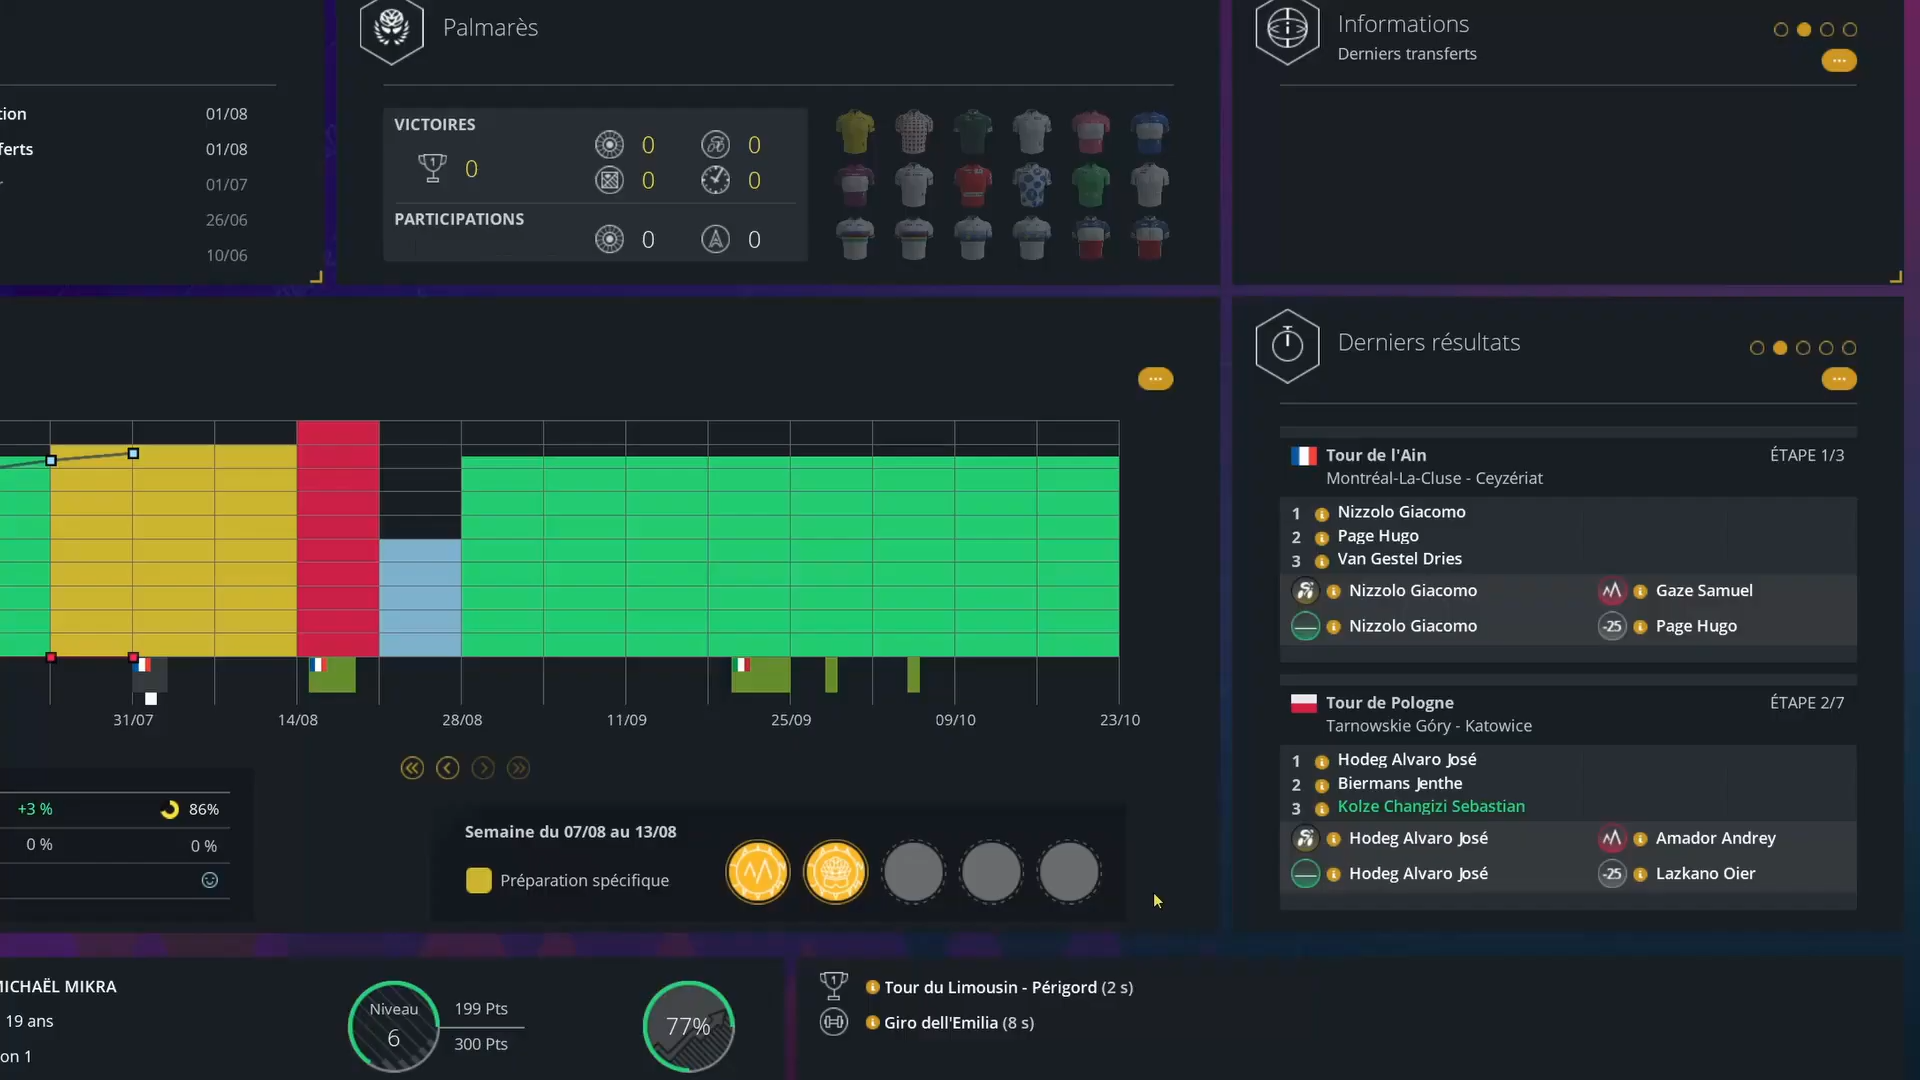 tion 01/08
ferts 01/08
01/07
26/06
10/06
Palmarès
VICTOIRES
0
0 0
0 0
PARTICIPATIONS
0 0
Informations
Derniers transferts
...
...
31/07 14/08 28/08 11/09 25/09 09/10 23/10
+3 % 86%
0 % 0 %
Semaine du 07/08 au 13/08
Préparation spécifique
Derniers résultats
...
Tour de l'Ain ÉTAPE 1/3
Montréal-La-Cluse - Ceyzériat
1 Nizzolo Giacomo
2 Page Hugo
3 Van Gestel Dries
Nizzolo Giacomo Gaze Samuel
Nizzolo Giacomo -25 Page Hugo
Tour de Pologne ÉTAPE 2/7
Tarnowskie Góry - Katowice
1 Hodeg Alvaro José
2 Biermans Jenthe
3 Kolze Changizi Sebastian
Hodeg Alvaro José Amador Andrey
Hodeg Alvaro José -25 Lazkano Oier
MICHAËL MIKRA
19 ans
on 1
Niveau
6
199 Pts
300 Pts
77%
Tour du Limousin - Périgord (2 s)
Giro dell'Emilia (8 s)